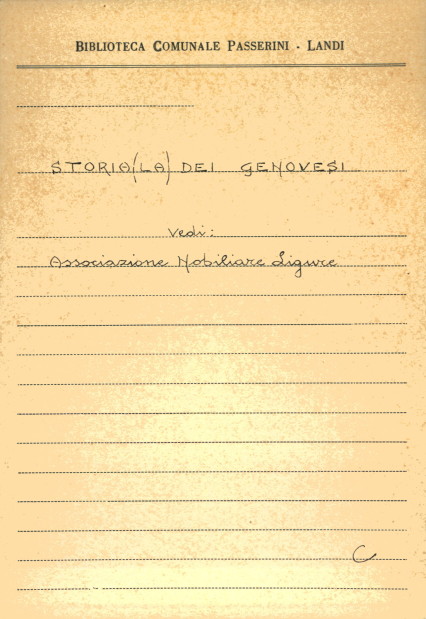 BIBLIOTECA COMUNALE PASSERINI - LANDI
STORIA (LA) DEI GENOVESI
Vedi:
Associazione Nobiliare Ligure
C